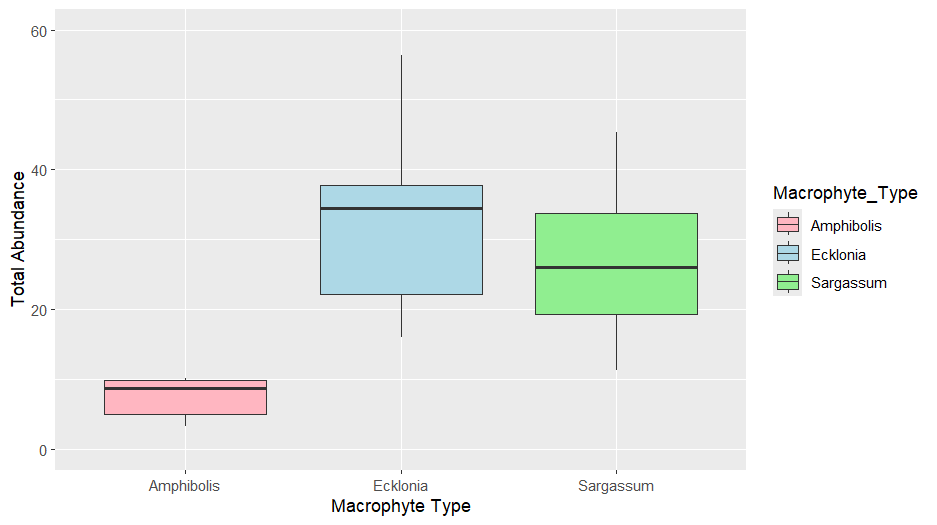 60
40
20
0
Total Abundance
Amphibolis
Ecklonia
Sargassum
Macrophyte Type
Macrophyte_Type
Amphibolis
Ecklonia
Sargassum